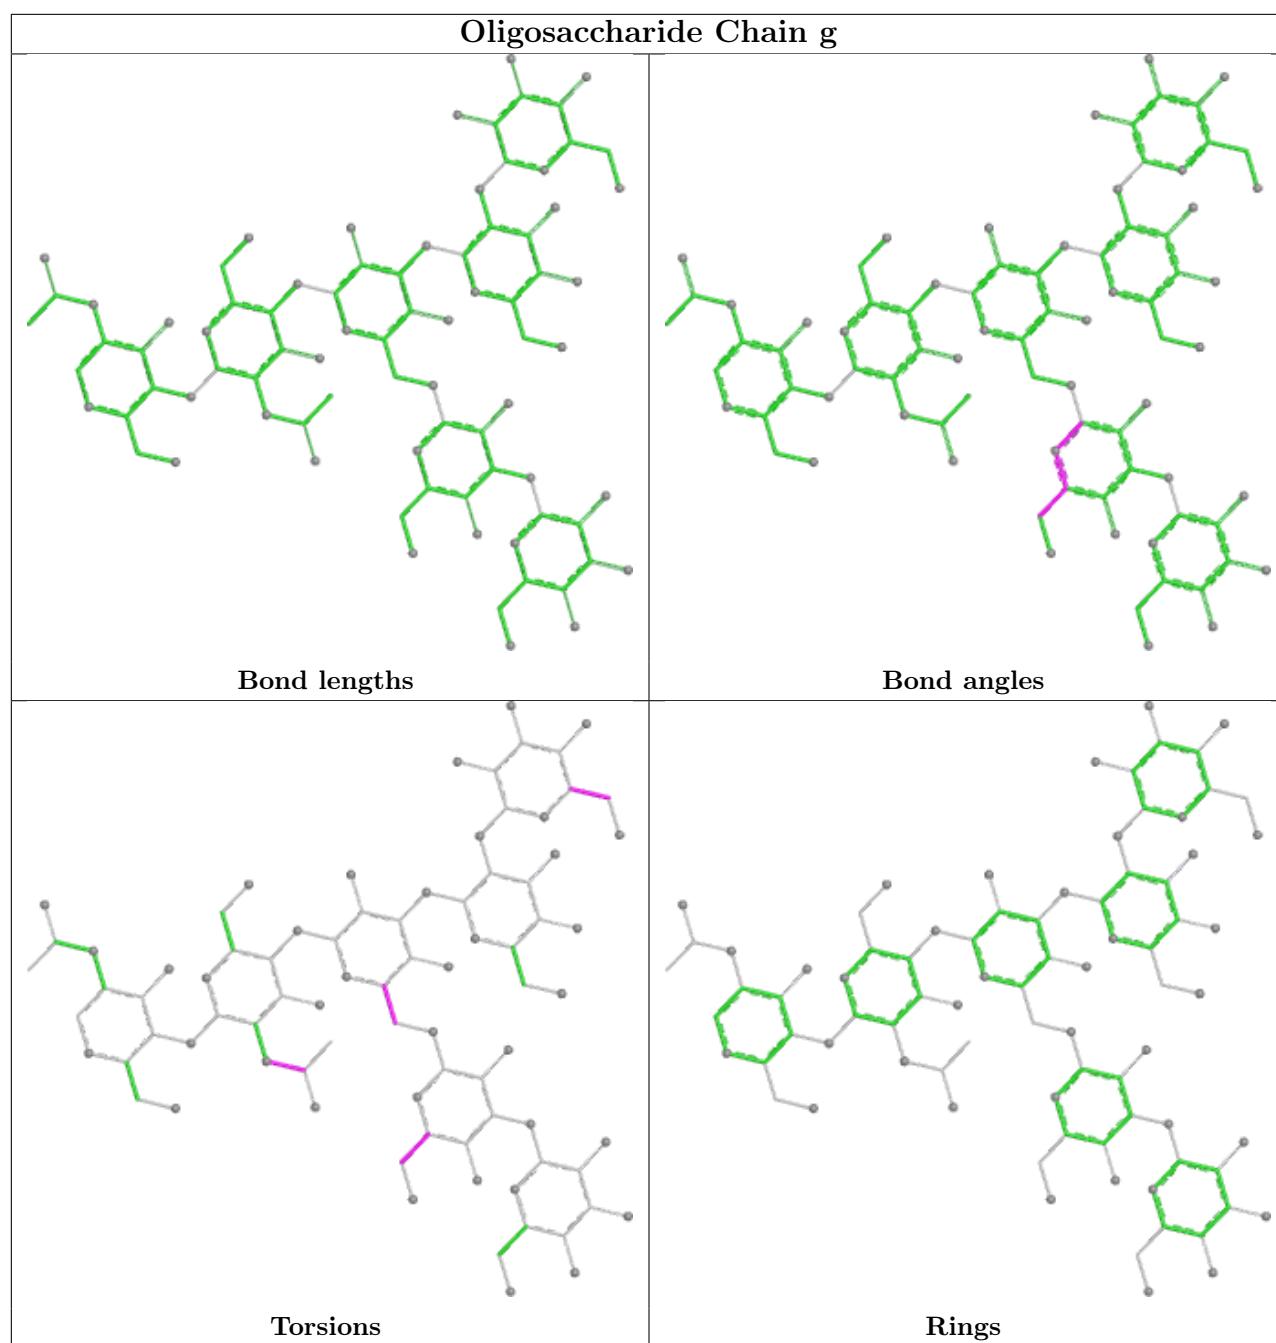 Oligosaccharide Chain g
Bond lengths
Bond angles
Torsions
Rings